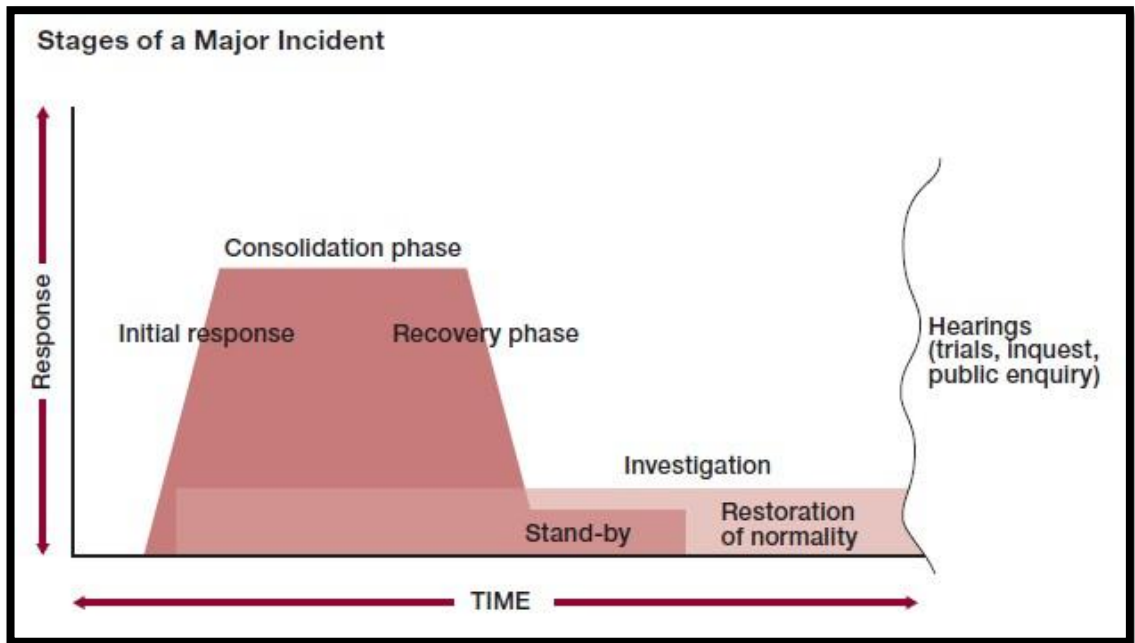 Stages of a Major Incident
Response
Consolidation phase
Initial response
Recovery phase
Hearings
(trials, inquest,
public enquiry)
Investigation
Stand-by
Restoration
of normality
TIME